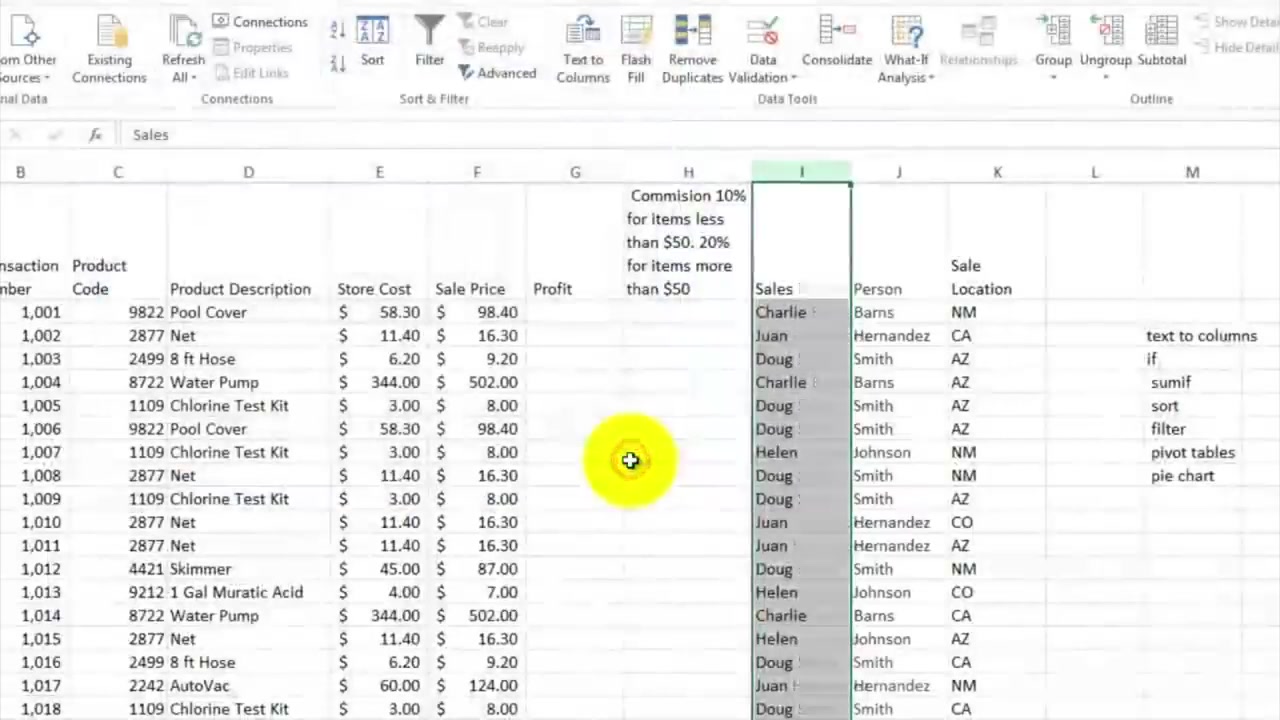 om Other
Sources
Existing
Connections
Refresh
All
Connections
Properties
Edit Links
Sort
Filter
Clear
Reapply
Advanced
Text to
Columns
Flash
Fill
Remove
Duplicates
Data
Validation
Consolidate
What-If
Analysis
Relationships
Group
Ungroup
Subtotal
Show Detai
Hide Detail
nal Data
Connections
Sort & Filter
Data Tools
Outline
fx Sales
B C D E F G H I J K L M
nsaction
nber
Product
Code
Product Description
Store Cost
Sale Price
Profit
Commision 10%
for items less
than $50. 20%
for items more
than $50
Sales
Person
Sale
Location
1,001 9822 Pool Cover $ 58.30 $ 98.40 Charlie Barns NM
1,002 2877 Net $ 11.40 $ 16.30 Juan Hernandez CA text to columns
1,003 2499 8 ft Hose $ 6.20 $ 9.20 Doug Smith AZ if
1,004 8722 Water Pump $ 344.00 $ 502.00 Charlie Barns AZ sumif
1,005 1109 Chlorine Test Kit $ 3.00 $ 8.00 Doug Smith AZ sort
1,006 9822 Pool Cover $ 58.30 $ 98.40 Doug Smith AZ filter
1,007 1109 Chlorine Test Kit $ 3.00 $ 8.00 Helen Johnson NM pivot tables
1,008 2877 Net $ 11.40 $ 16.30 Doug Smith NM pie chart
1,009 1109 Chlorine Test Kit $ 3.00 $ 8.00 Doug Smith AZ
1,010 2877 Net $ 11.40 $ 16.30 Juan Hernandez CO
1,011 2877 Net $ 11.40 $ 16.30 Juan Hernandez AZ
1,012 4421 Skimmer $ 45.00 $ 87.00 Doug Smith NM
1,013 9212 1 Gal Muratic Acid $ 4.00 $ 7.00 Helen Johnson CO
1,014 8722 Water Pump $ 344.00 $ 502.00 Charlie Barns CA
1,015 2877 Net $ 11.40 $ 16.30 Helen Johnson AZ
1,016 2499 8 ft Hose $ 6.20 $ 9.20 Doug Smith CA
1,017 2242 AutoVac $ 60.00 $ 124.00 Juan Hernandez NM
1,018 1109 Chlorine Test Kit $ 3.00 $ 8.00 Doug Smith CA